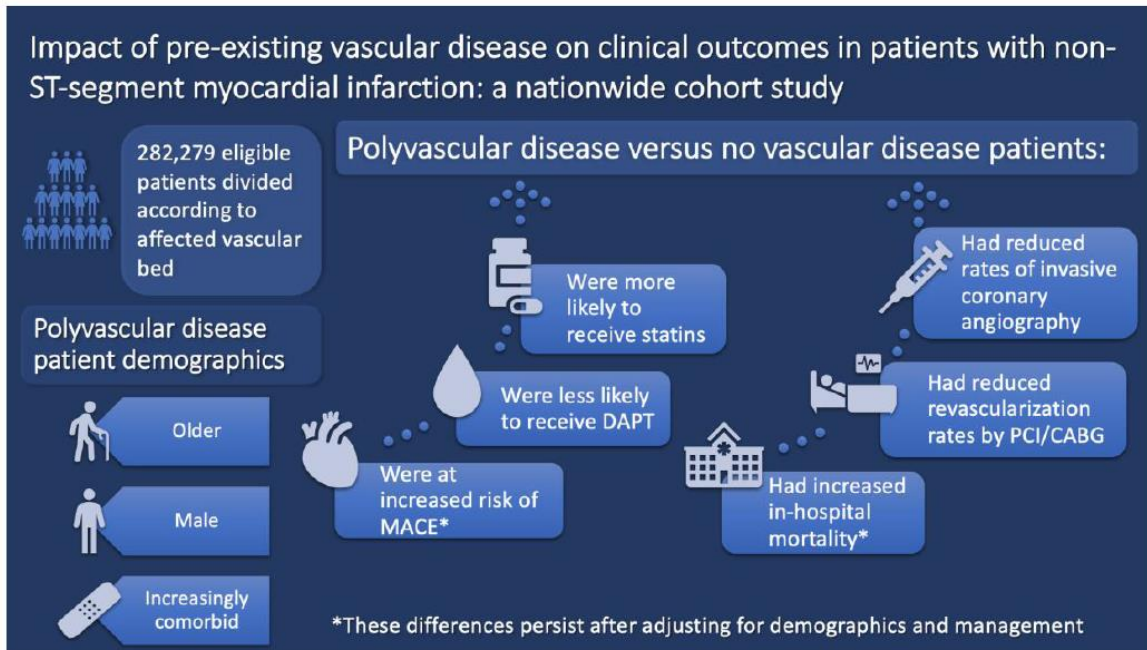 Impact of pre-existing vascular disease on clinical outcomes in patients with non-
ST-segment myocardial infarction: a nationwide cohort study
282,279 eligible
patients divided
according to
affected vascular
bed
Polyvascular disease
patient demographics
Older
Male
Increasingly
comorbid
Polyvascular disease versus no vascular disease patients:
Were more
likely to
receive statins
Were less likely
to receive DAPT
Were at
increased risk of
MACE*
Had reduced
rates of invasive
coronary
angiography
Had reduced
revascularization
rates by PCI/CABG
Had increased
in-hospital
mortality*
*These differences persist after adjusting for demographics and management